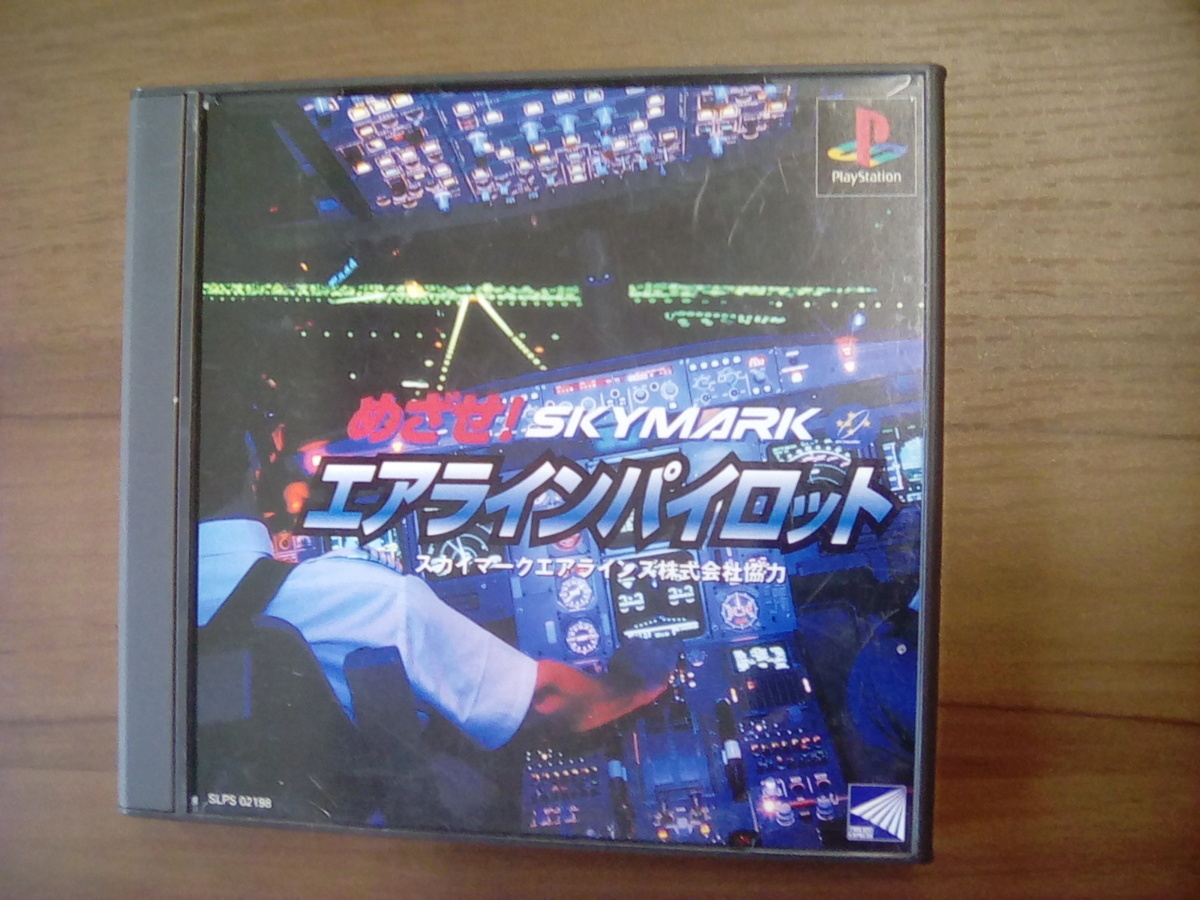 PlayStation
めざせ! SKYMARK
エアラインパイロット
スカイマークエアラインズ株式会社協力
SLPS 02198